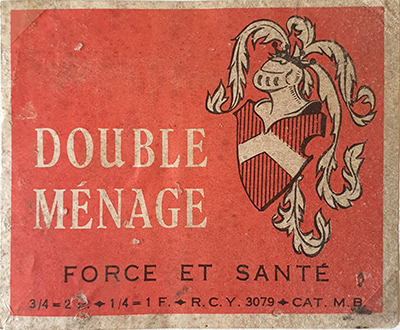 DOUBLE
MÉNAGE
FORCE ET SANTÉ
3/4 = 2 ✦ 1/4 = 1 F. ✦ R.C.Y. 3079 ✦ CAT. M.B.